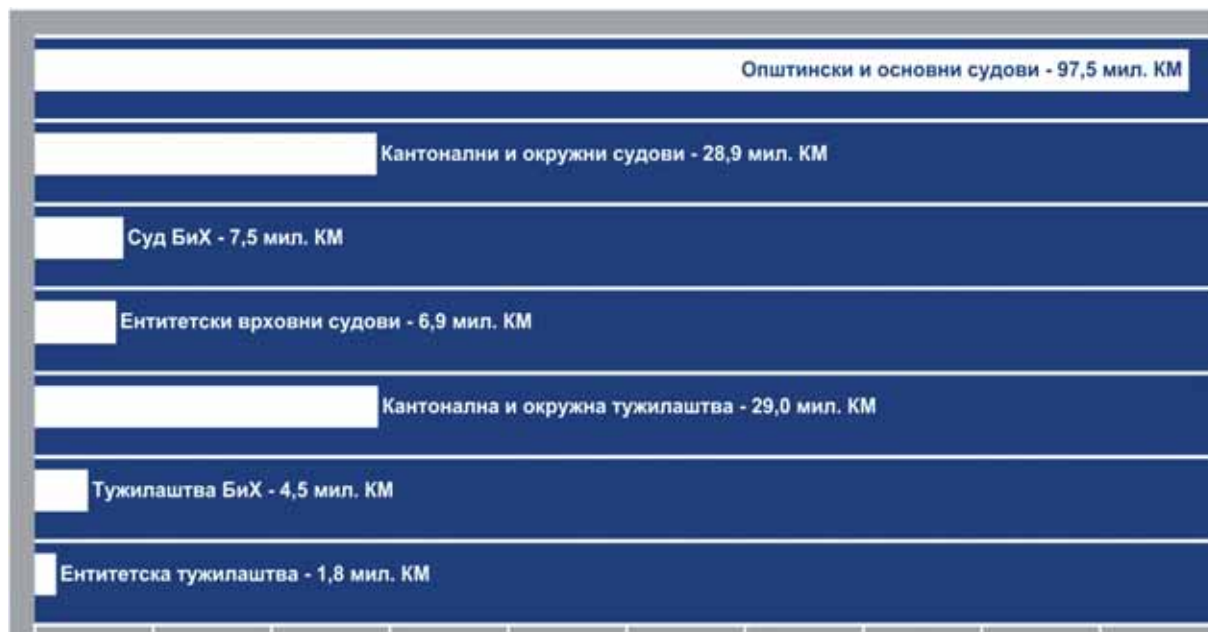 Општински и основни судови - 97,5 мил. КМ
Кантонални и окружни судови - 28,9 мил. КМ
Суд БиХ - 7,5 мил. КМ
Ентитетски врховни судови - 6,9 мил. КМ
Кантонална и окружна тужилаштва - 29,0 мил. КМ
Тужилаштва БиХ - 4,5 мил. КМ
Ентитетска тужилаштва - 1,8 мил. КМ